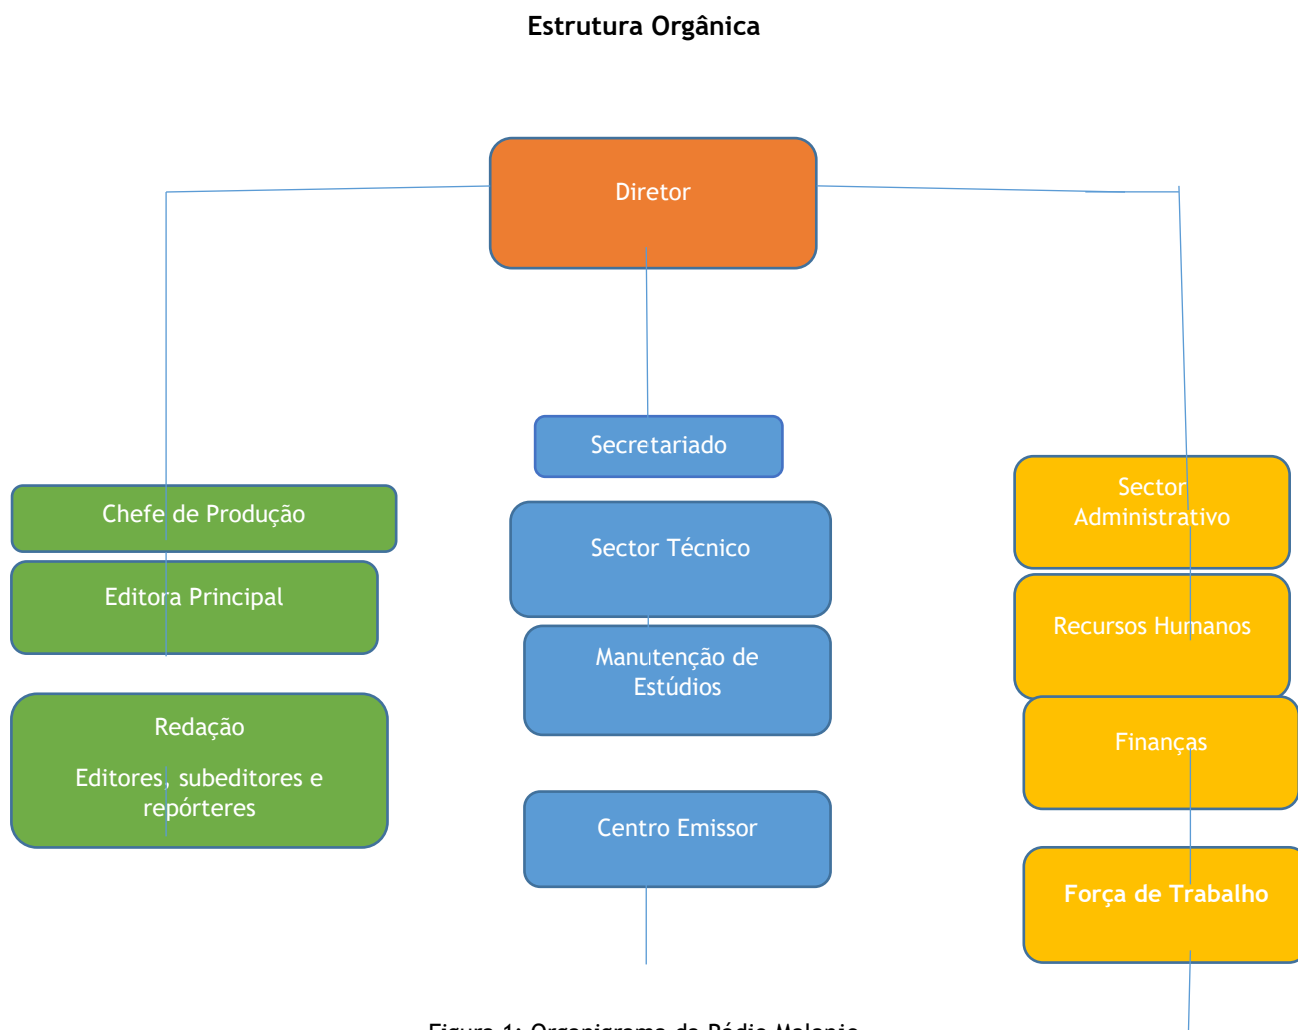 Estrutura Orgânica
Diretor
Secretariado
Chefe de Produção
Editora Principal
Redação
Editores, subeditores e
repórteres
Sector Técnico
Manutenção de
Estúdios
Centro Emissor
Sector
Administrativo
Recursos Humanos
Finanças
Força de Trabalho